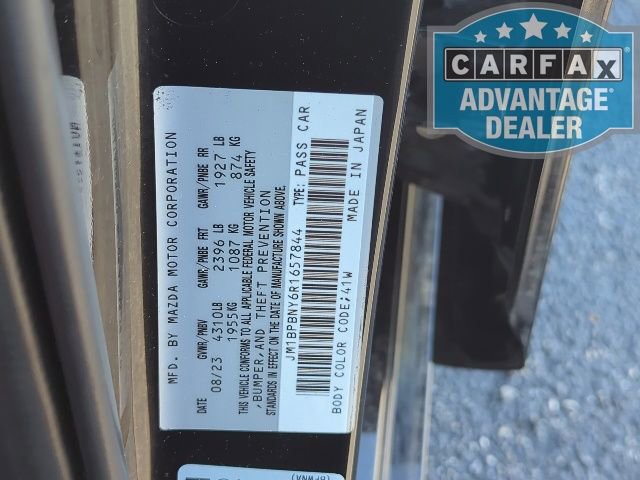 CARFAX
ADVANTAGE
DEALER
MFD. BY MAZDA MOTOR CORPORATION
DATE GVWR/PNBV GAWR/PNBE FRT GAWR/PNBE RR
08/23 4310LB 2396 LB 1927 LB
1955KG 1087 KG 874 KG
THIS VEHICLE CONFORMS TO ALL APPLICABLE FEDERAL MOTOR VEHICLE SAFETY
,BUMPER,AND THEFT PREVENTION
STANDARDS IN EFFECT ON THE DATE OF MANUFACTURE SHOWN ABOVE.
JM1BPBNY6R1657844 TYPE: PASS CAR
BODY COLOR CODE;41W MADE IN JAPAN